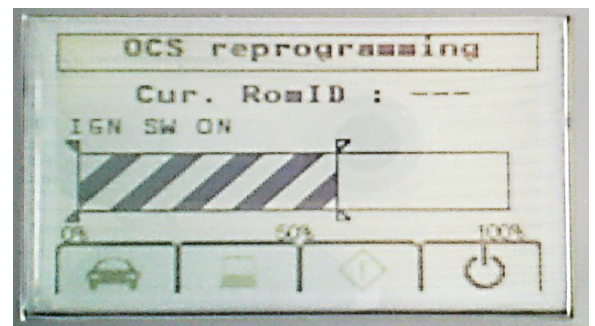 OCS reprogramming
Cur. RomID : ---
IGN SW ON
0% 50% 100%